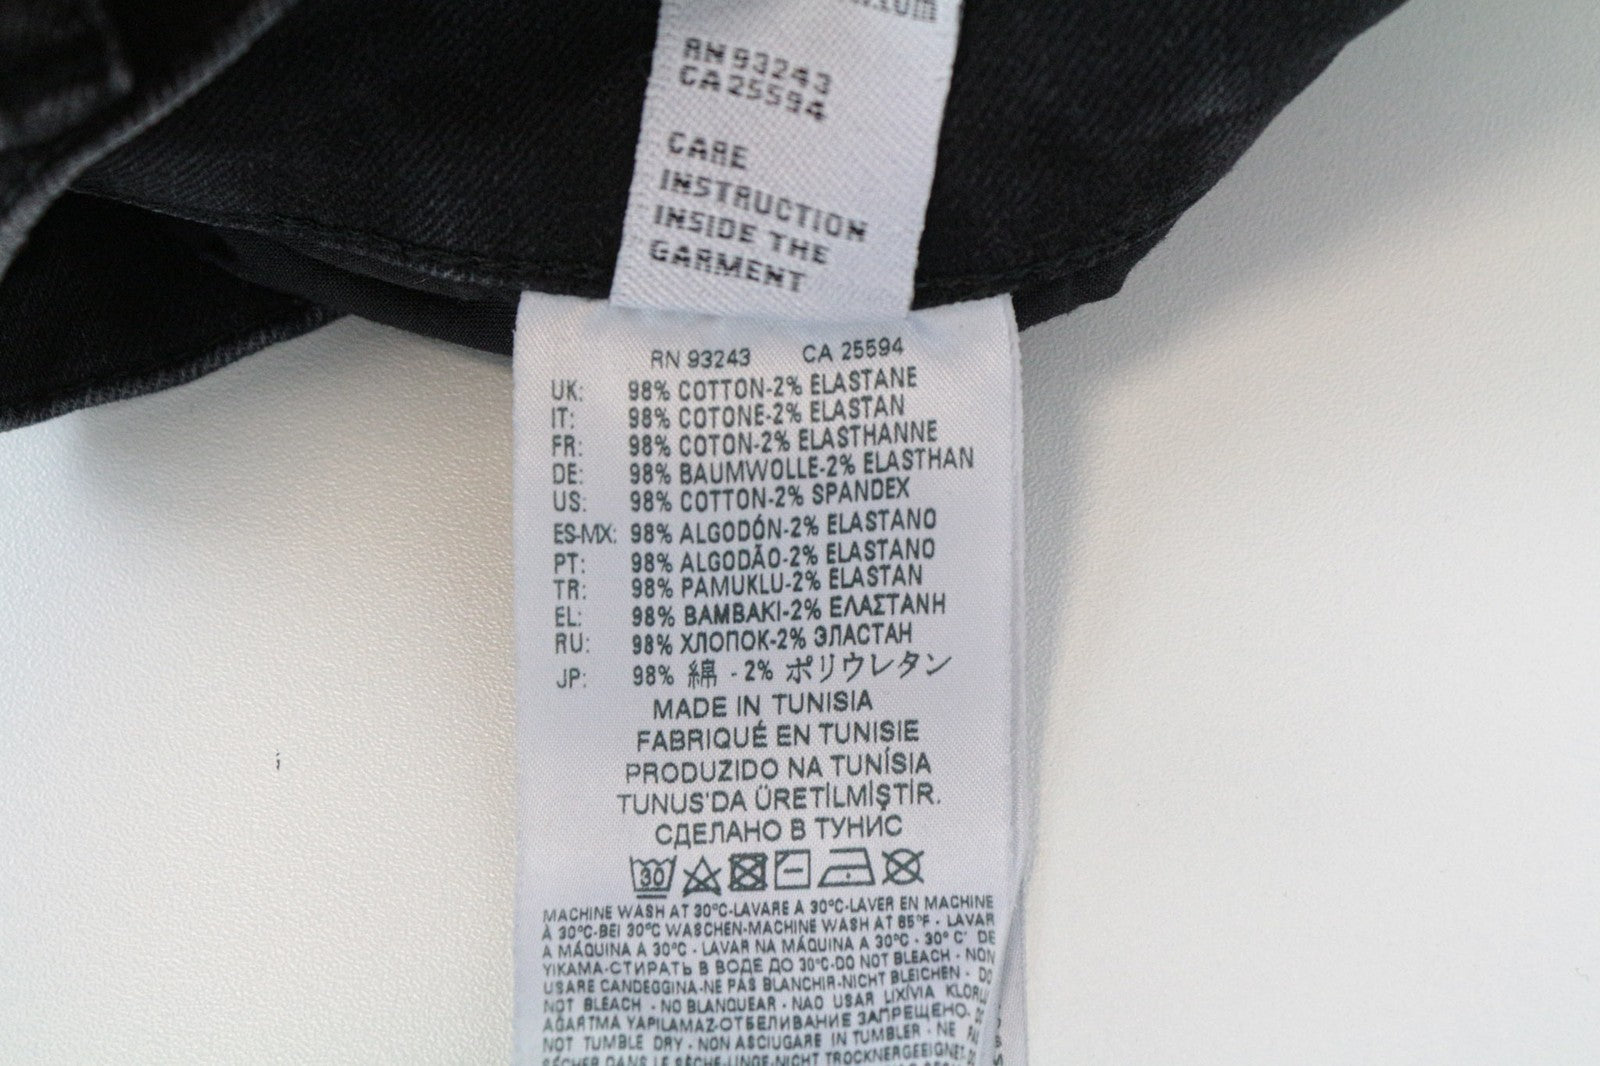 RN 93243
CA 25594
CARE
INSTRUCTION
INSIDE THE
GARMENT
RN 93243 CA 25594
UK: 98% COTTON-2% ELASTANE
IT: 98% COTONE-2% ELASTAN
FR: 98% COTON-2% ELASTHANNE
DE: 98% BAUMWOLLE-2% ELASTHAN
US: 98% COTTON-2% SPANDEX
ES-MX: 98% ALGODÓN-2% ELASTANO
PT: 98% ALGODÃO-2% ELASTANO
TR: 98% PAMUKLU-2% ELASTAN
EL: 98% BAMBAKI-2% ΕΛΑΣΤΑΝΗ
RU: 98% ХЛОПОК-2% ЭЛАСТАН
JP: 98% 綿 - 2% ポリウレタン
MADE IN TUNISIA
FABRIQUÉ EN TUNISIE
PRODUZIDO NA TUNÍSIA
TUNUS'DA ÜRETİLMİŞTİR.
СДЕЛАНО В ТУНИС
30
MACHINE WASH AT 30°C-LAVARE A 30°C-LAVER EN MACHINE
À 30°C-BEI 30°C WASCHEN-MACHINE WASH AT 85°F - LAVAR
A MÁQUINA A 30°C - LAVAR NA MÁQUINA A 30°C - 30° C' DE
YIKAMA-СТИРАТЬ В ВОДЕ ДО 30°C-DO NOT BLEACH - NON
USARE CANDEGGINA-NE PAS BLANCHIR-NICHT BLEICHEN - DO
NOT BLEACH - NO BLANQUEAR - NAO USAR LIXÍVIA KLORLU
AĞARTMA YAPILAMAZ-ОТБЕЛИВАНИЕ ЗАПРЕЩЕНО-
NOT TUMBLE DRY - NON ASCIUGARE IN TUMBLER - NE PAS
SÉCHER DANS LE SÈCHE-LINGE-NICHT TROCKNERGEEIGNET-